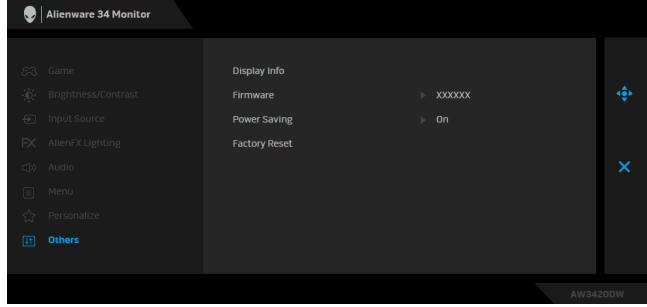 Alienware 34 Monitor
Game
Brightness/Contrast
Input Source
AlienFX Lighting
Audio
Menu
Personalize
Others
Display Info
Firmware XXXXXX
Power Saving On
Factory Reset
AW3420DW